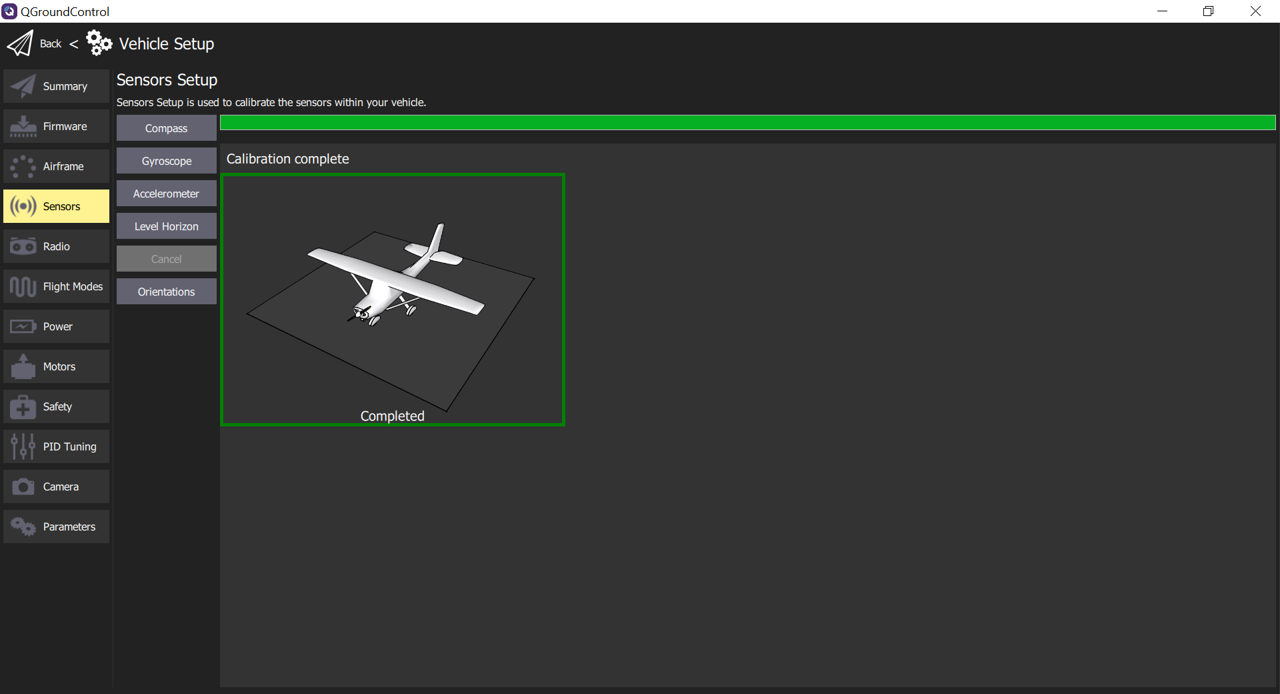 QGroundControl
Back < Vehicle Setup
Summary
Firmware
Airframe
Sensors
Radio
Flight Modes
Power
Motors
Safety
PID Tuning
Camera
Parameters
Sensors Setup
Sensors Setup is used to calibrate the sensors within your vehicle.
Compass
Gyroscope
Accelerometer
Level Horizon
Cancel
Orientations
Calibration complete
Completed